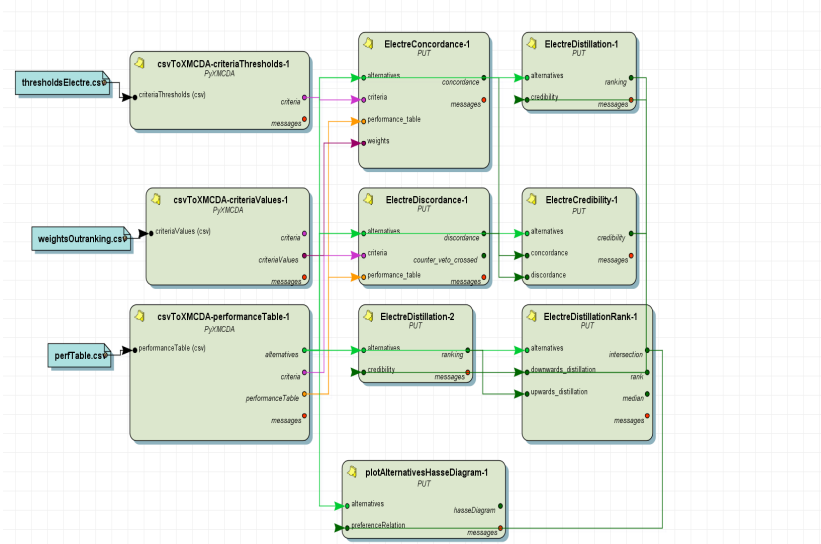 thresholdsElectre.csv
csvToXMCDA-criteriaThresholds-1
PyXMCDA
criteriaThresholds (csv)
criteria
messages
ElectreConcordance-1
PUT
alternatives
concordance
criteria
messages
performance_table
weights
ElectreDistillation-1
PUT
alternatives
ranking
credibility
messages
weightsOutranking.csv
csvToXMCDA-criteriaValues-1
PyXMCDA
criteriaValues (csv)
criteria
criteriaValues
messages
ElectreDiscordance-1
PUT
alternatives
discordance
criteria
counter_veto_crossed
performance_table
messages
ElectreCredibility-1
PUT
alternatives
credibility
concordance
messages
discordance
perfTable.csv
csvToXMCDA-performanceTable-1
PyXMCDA
performanceTable (csv)
alternatives
criteria
performanceTable
messages
ElectreDistillation-2
PUT
alternatives
ranking
credibility
messages
ElectreDistillationRank-1
PUT
alternatives
intersection
downwards_distillation
rank
upwards_distillation
median
messages
plotAlternativesHasseDiagram-1
PUT
alternatives
hasseDiagram
preferenceRelation
messages